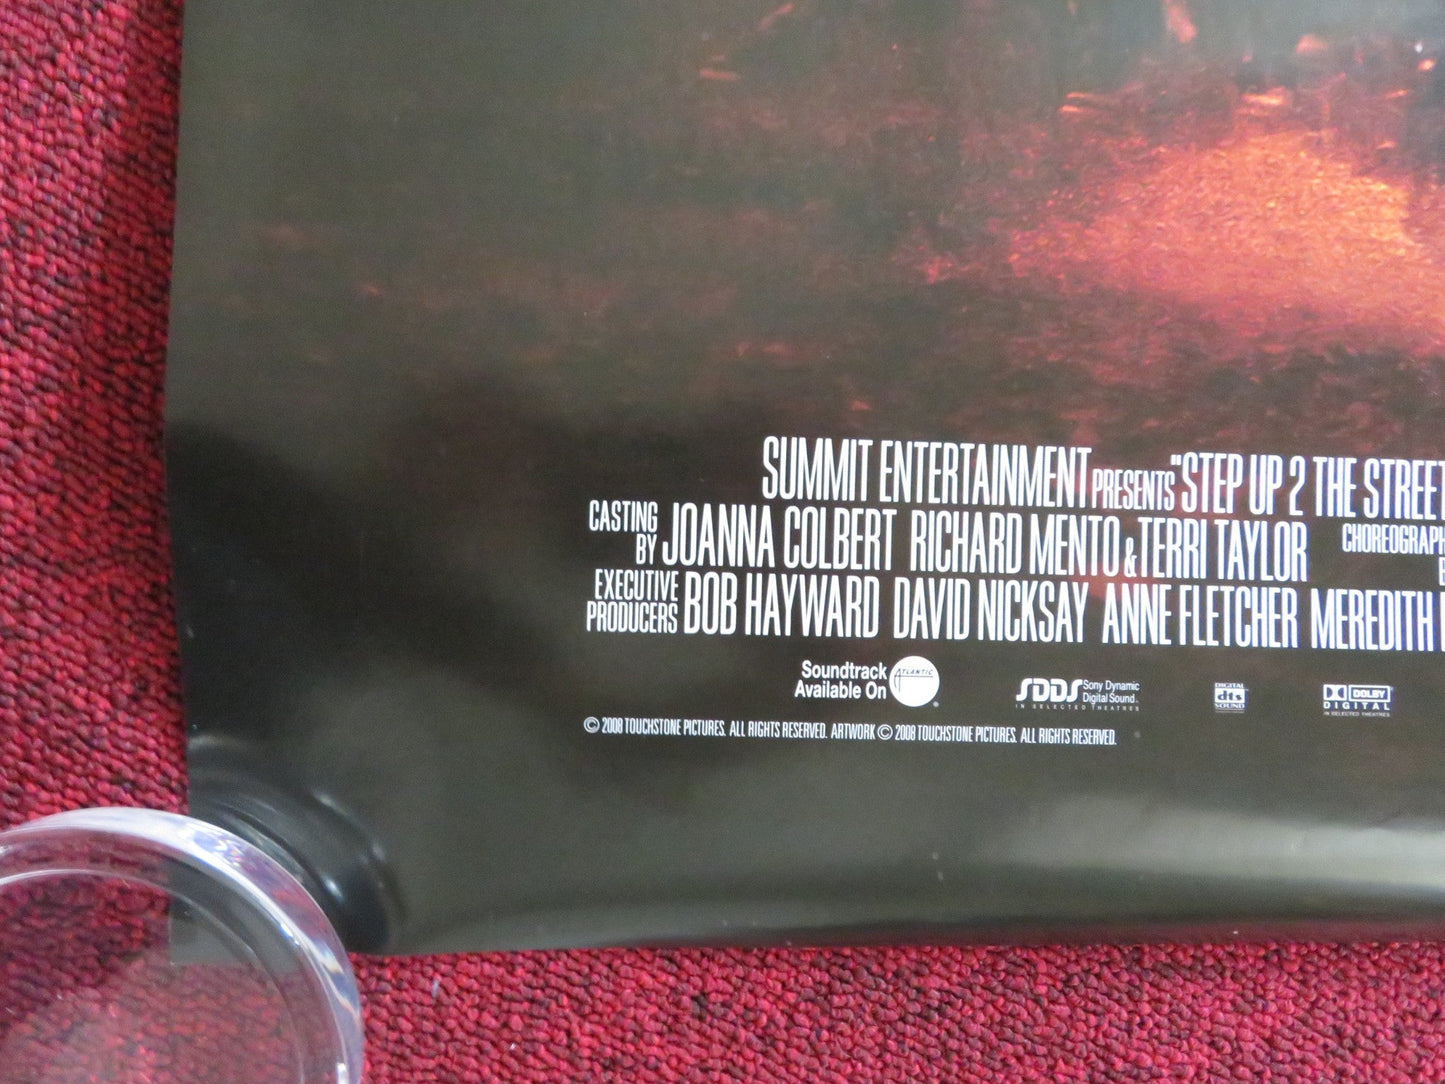 SUMMIT ENTERTAINMENT PRESENTS "STEP UP 2 THE STREET
CASTING BY JOANNA COLBERT RICHARD MENTO & TERRI TAYLOR CHOREOGRAPH
EXECUTIVE PRODUCERS BOB HAYWARD DAVID NICKSAY ANNE FLETCHER MEREDITH
Soundtrack Available On ATLANTIC ® SDDS Sony Dynamic Digital Sound. IN SELECTED THEATRES DIGITAL dts SOUND DOLBY DIGITAL IN SELECTED THEATRES
© 2008 TOUCHSTONE PICTURES. ALL RIGHTS RESERVED. ARTWORK © 2008 TOUCHSTONE PICTURES. ALL RIGHTS RESERVED.